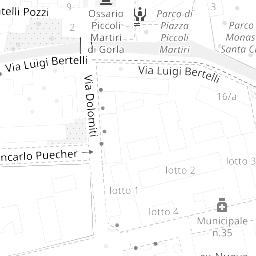 telli Pozzi
9
2
Ossario
Piccoli
Martiri
di Gorla
Parco di
Piazza
Piccoli
Martiri
Parco
Monas
Santa C
Via Luigi Bertelli
Via Luigi Bertelli
16/a
Via Dolomiti
ncarlo Puecher
lotto 3
lotto 2
lotto 1
lotto 4
Municipale
n.35